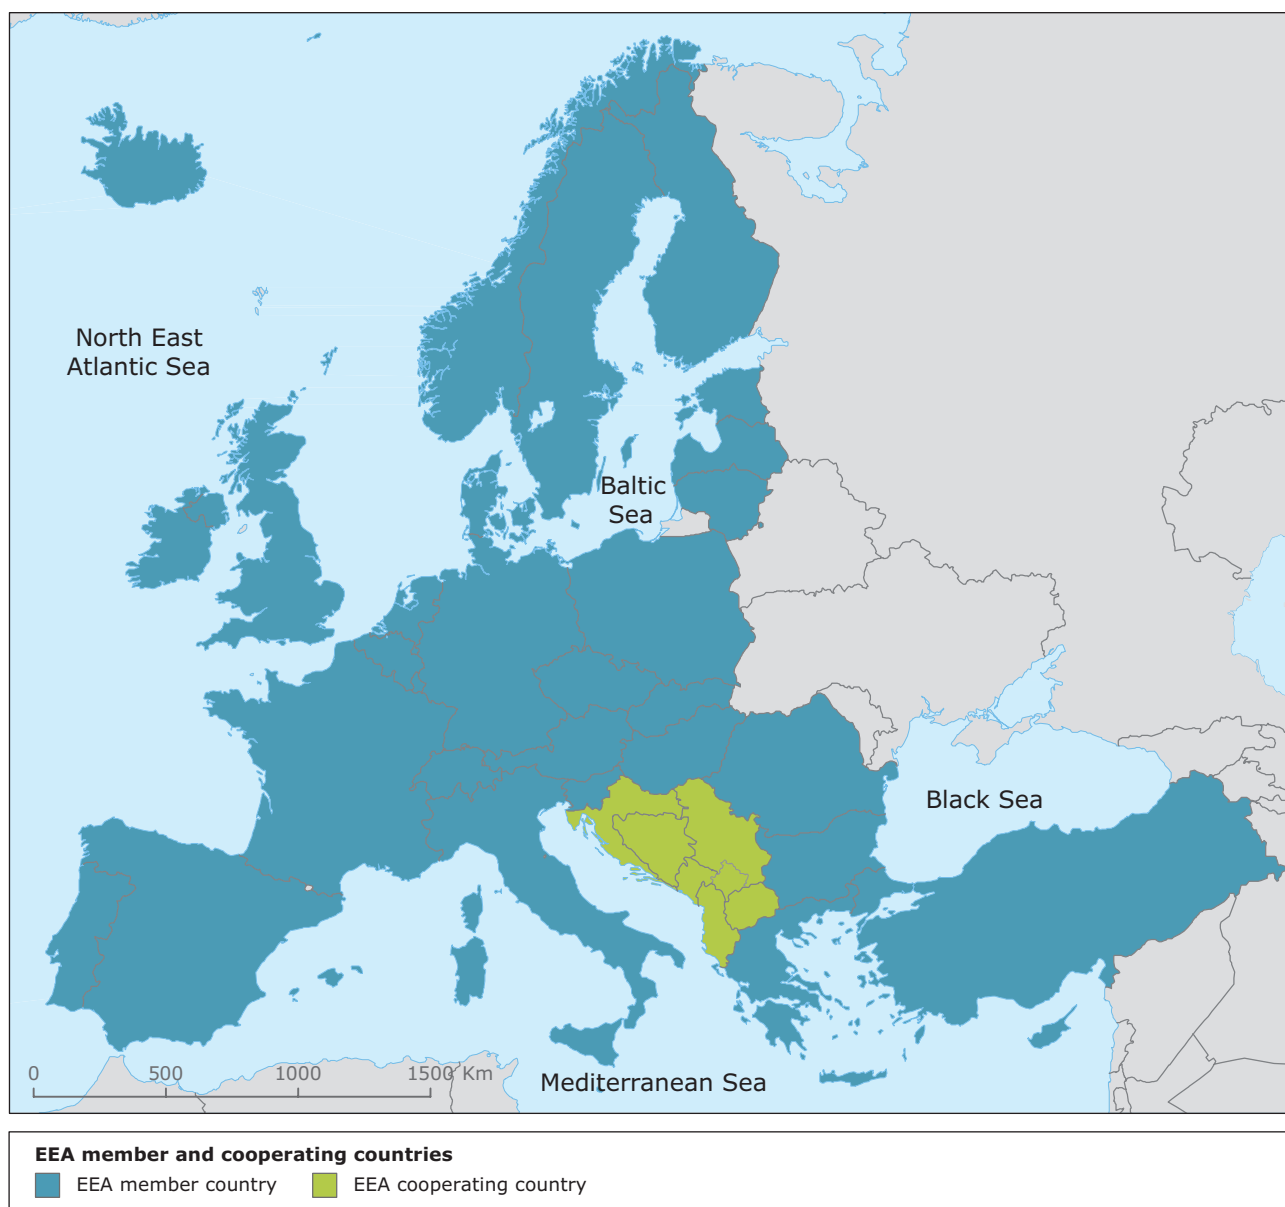 North East
Atlantic Sea
Baltic
Sea
Black Sea
0 500 1000 1500 Km
Mediterranean Sea
EEA member and cooperating countries
EEA member country EEA cooperating country